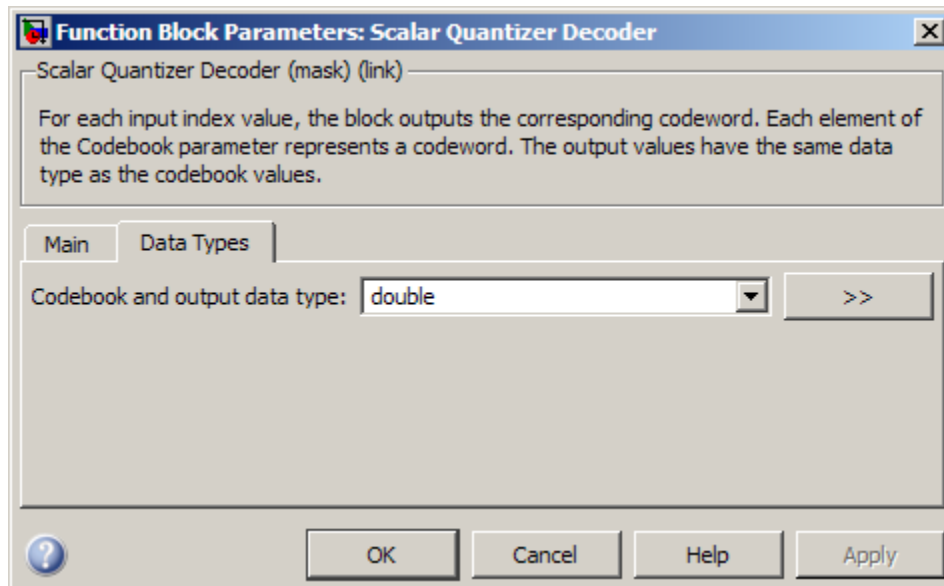 Function Block Parameters: Scalar Quantizer Decoder
Scalar Quantizer Decoder (mask) (link)
For each input index value, the block outputs the corresponding codeword. Each element of
the Codebook parameter represents a codeword. The output values have the same data
type as the codebook values.
Main Data Types
Codebook and output data type: double >>
? OK Cancel Help Apply